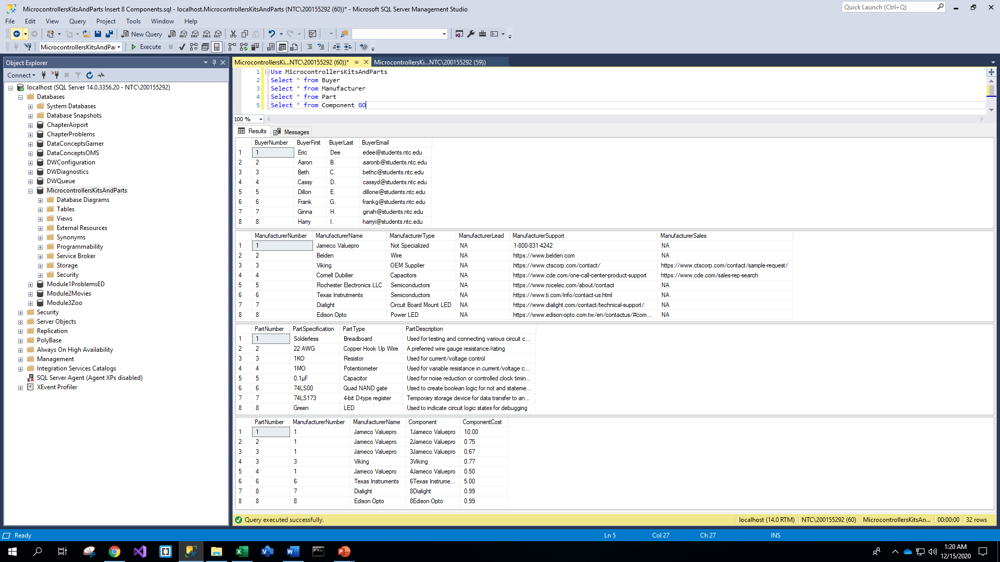 MicrocontrollersKitsAndParts Insert 8 Components.sql - localhost.MicrocontrollersKitsAndParts (NTC\200155292 (60))* - Microsoft SQL Server Management Studio
Quick Launch (Ctrl+Q)
File Edit View Query Project Tools Window Help
New Query
MDX DMX XMLA DAX
MicrocontrollersKitsAndPar Execute
Object Explorer
Connect
localhost (SQL Server 14.0.3356.20 - NTC\200155292)
Databases
System Databases
Database Snapshots
ChapterAirport
ChapterProblems
DataConceptsGamer
DataConceptsOMS
DWConfiguration
DWDiagnostics
DWQueue
MicrocontrollersKitsAndParts
Database Diagrams
Tables
Views
External Resources
Synonyms
Programmability
Service Broker
Storage
Security
Module1ProblemsED
Module2Movies
Module3Zoo
Security
Server Objects
Replication
PolyBase
Always On High Availability
Management
Integration Services Catalogs
SQL Server Agent (Agent XPs disabled)
XEvent Profiler
MicrocontrollersKi...NTC\200155292 (60))* MicrocontrollersKi...NTC\200155292 (59))
1 Use MicrocontrollersKitsAndParts
2 Select * from Buyer
3 Select * from Manufacturer
4 Select * from Part
5 Select * from Component GO
100 %
Results Messages
BuyerNumber BuyerFirst BuyerLast BuyerEmail
1 1 Eric Dee edee@students.ntc.edu
2 2 Aaron B. aaronb@students.ntc.edu
3 3 Beth C. bethc@students.ntc.edu
4 4 Cassy D. cassyd@students.ntc.edu
5 5 Dillon E. dillone@students.ntc.edu
6 6 Frank G. frankg@students.ntc.edu
7 7 Ginna H. ginah@students.ntc.edu
8 8 Harry I. harryi@students.ntc.edu
ManufacturerNumber ManufacturerName ManufacturerType ManufacturerLead ManufacturerSupport ManufacturerSales
1 1 Jameco Valuepro Not Specialized NA 1-800-831-4242 NA
2 2 Belden Wire NA https://www.belden.com NA
3 3 Viking OEM Supplier NA https://www.ctscorp.com/contact/ https://www.ctscorp.com/contact/sample-request/
4 4 Cornell Dubilier Capacitors NA https://www.cde.com/one-call-center-product-support https://www.cde.com/sales-rep-search
5 5 Rochester Electronics LLC Semiconductors NA https://www.rocelec.com/about/contact NA
6 6 Texas Instrutments Semiconductors NA https://www.ti.com/info/contact-us.html NA
7 7 Dialight Circuit Board Mount LED NA https://www.dialight.com/contact/technical-support/ NA
8 8 Edison Opto Power LED NA https://www.edison-opto.com.tw/en/contactus/#com... NA
PartNumber PartSpecification PartType PartDescription
1 1 Solderless Breadboard Used for testing and connecting various circuit c...
2 2 22 AWG Copper Hook Up Wire A preferred wire gauge resistance/rating
3 3 1KO Resistor Used for current/voltage control
4 4 1MO Potentiometer Used for variable resistance in current/voltage c...
5 5 0.1µF Capacitor Used for noise reduction or controlled clock timin...
6 6 74LS00 Quad NAND gate Used to create boolean logic for not and stateme...
7 7 74LS173 4-bit D-type register Temporary storage device for data transfer to an...
8 8 Green LED Used to indicate circuit logic states for debugging
PartNumber ManufacturerNumber ManufacturerName Component ComponentCost
1 1 1 Jameco Valuepro 1Jameco Valuepro 10.00
2 2 1 Jameco Valuepro 2Jameco Valuepro 0.75
3 3 1 Jameco Valuepro 3Jameco Valuepro 0.67
4 3 3 Viking 3Viking 0.77
5 4 1 Jameco Valuepro 4Jameco Valuepro 0.50
6 6 6 Texas Instruments 6Texas Instrume... 5.00
7 8 7 Dialight 8Dialight 0.99
8 8 8 Edison Opto 8Edison Opto 0.99
Query executed successfully. localhost (14.0 RTM) NTC\200155292 (60) MicrocontrollersKitsAn... 00:00:00 32 rows
Ready Ln 5 Col 27 Ch 27 INS
1:20 AM
12/15/2020